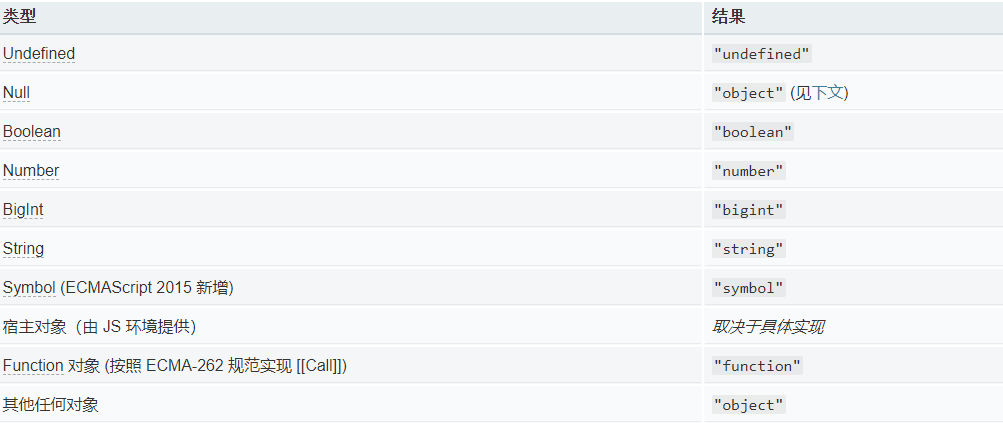 类型 结果
Undefined "undefined"
Null "object" (见下文)
Boolean "boolean"
Number "number"
BigInt "bigint"
String "string"
Symbol (ECMAScript 2015 新增) "symbol"
宿主对象（由 JS 环境提供） 取决于具体实现
Function 对象 (按照 ECMA-262 规范实现 [[Call]]) "function"
其他任何对象 "object"